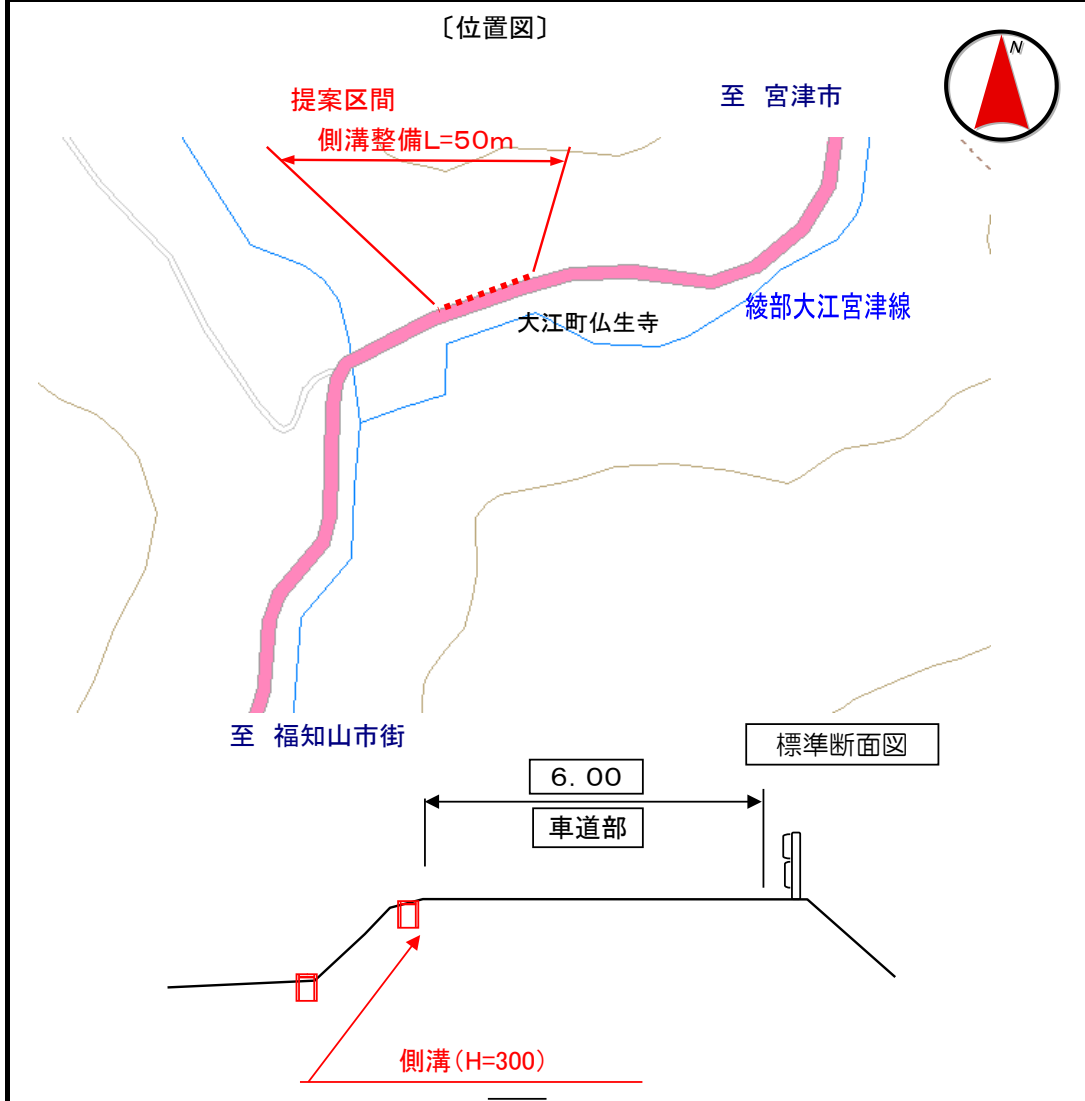 〔位置図〕
N
提案区間
側溝整備L=50m
至 宮津市
綾部大江宮津線
大江町仏生寺
至 福知山市街
標準断面図
6.00
車道部
側溝(H=300)